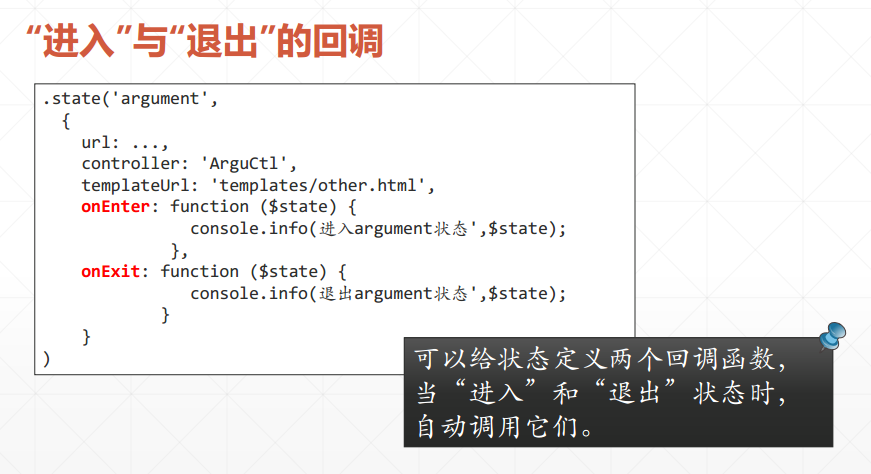 “进入”与“退出”的回调
.state('argument',
{
url: ...,
controller: 'ArguCtl',
templateUrl: 'templates/other.html',
onEnter: function ($state) {
console.info(进入argument状态',$state);
},
onExit: function ($state) {
console.info(退出argument状态',$state);
}
}
)
可以给状态定义两个回调函数，
当“进入”和“退出”状态时，
自动调用它们。